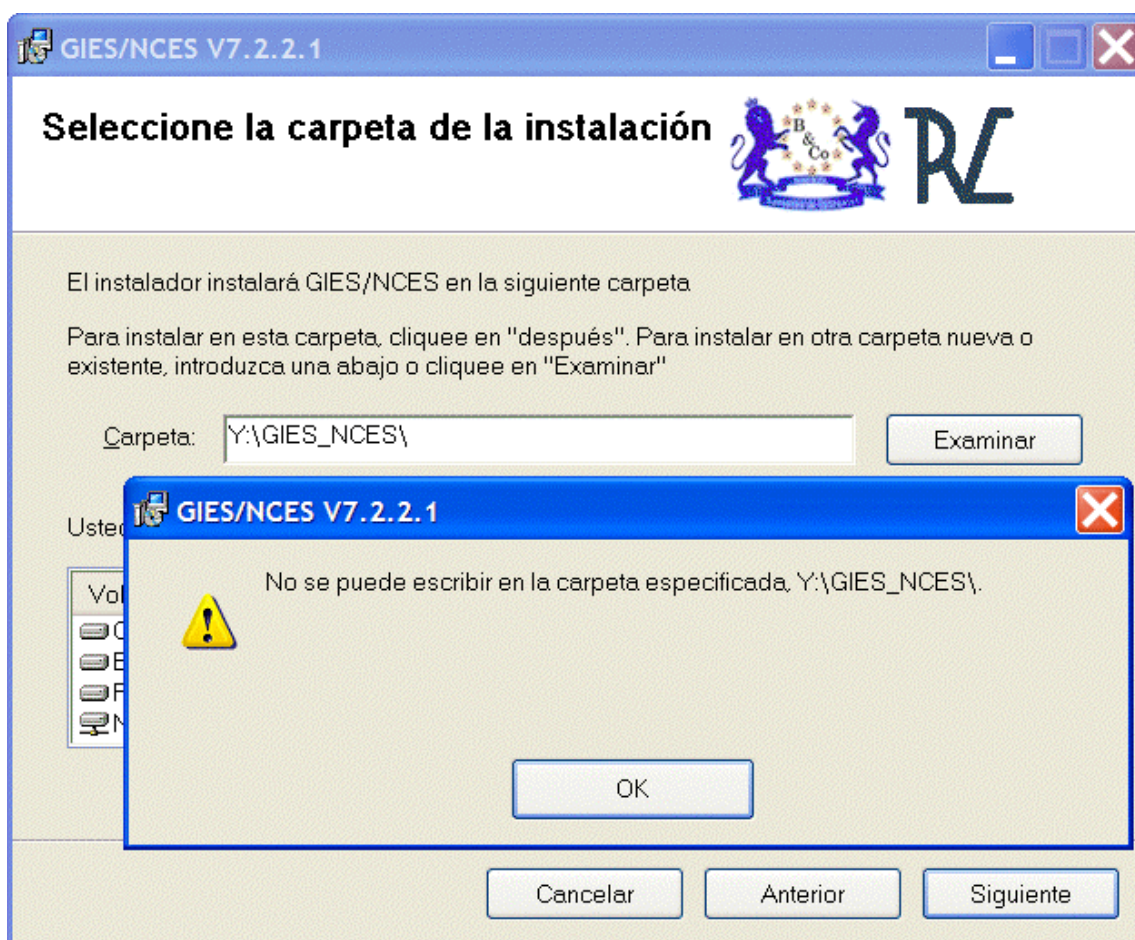 GIES/NCES V7.2.2.1
Seleccione la carpeta de la instalación
B
&
Co
El instalador instalará GIES/NCES en la siguiente carpeta
Para instalar en esta carpeta, cliquee en "después". Para instalar en otra carpeta nueva o
existente, introduzca una abajo o cliquee en "Examinar"
Carpeta: Y:\GIES_NCES\ Examinar
GIES/NCES V7.2.2.1
No se puede escribir en la carpeta especificada, Y:\GIES_NCES\.
OK
Cancelar Anterior Siguiente